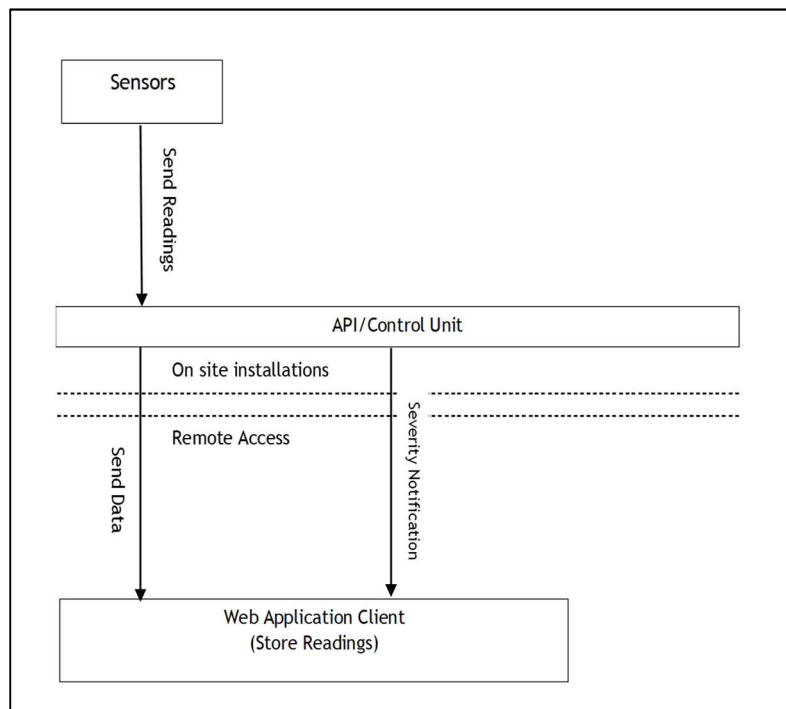 Sensors
Send Readings
API/Control Unit
On site installations
Remote Access
Send Data
Severity Notification
Web Application Client
(Store Readings)